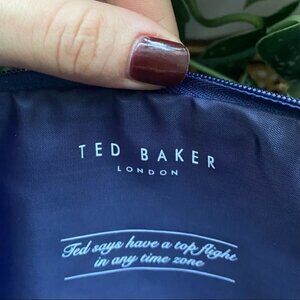 TED BAKER
LONDON
Ted says have a top flight
in any time zone